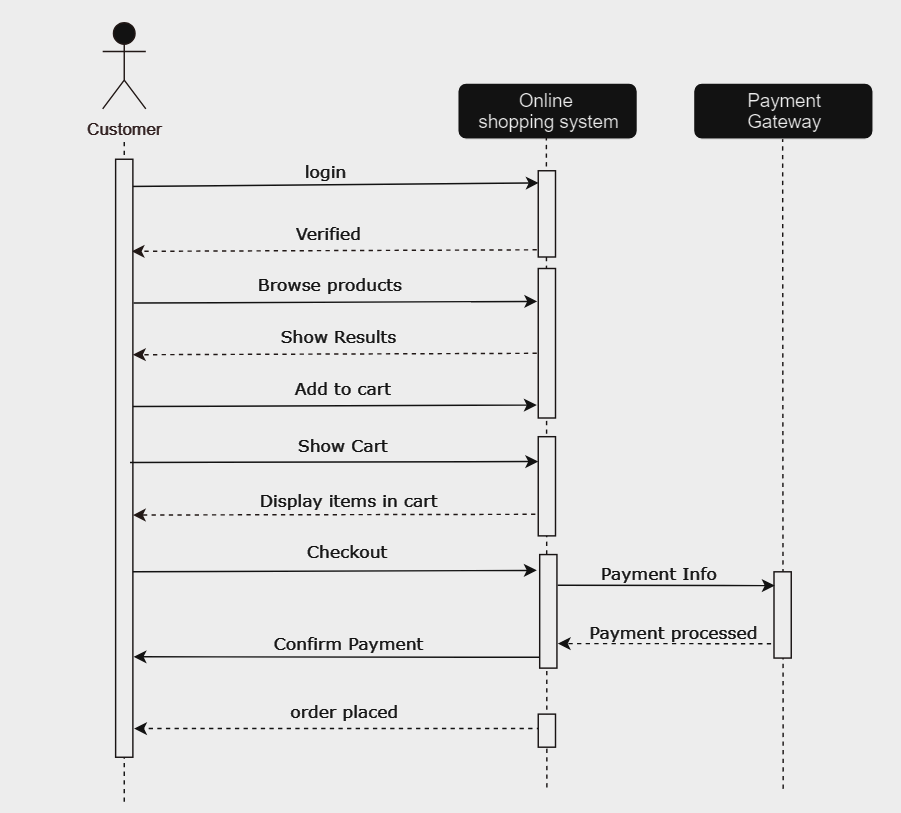 Customer
Online
shopping system
Payment
Gateway
login
Verified
Browse products
Show Results
Add to cart
Show Cart
Display items in cart
Checkout
Payment Info
Payment processed
Confirm Payment
order placed